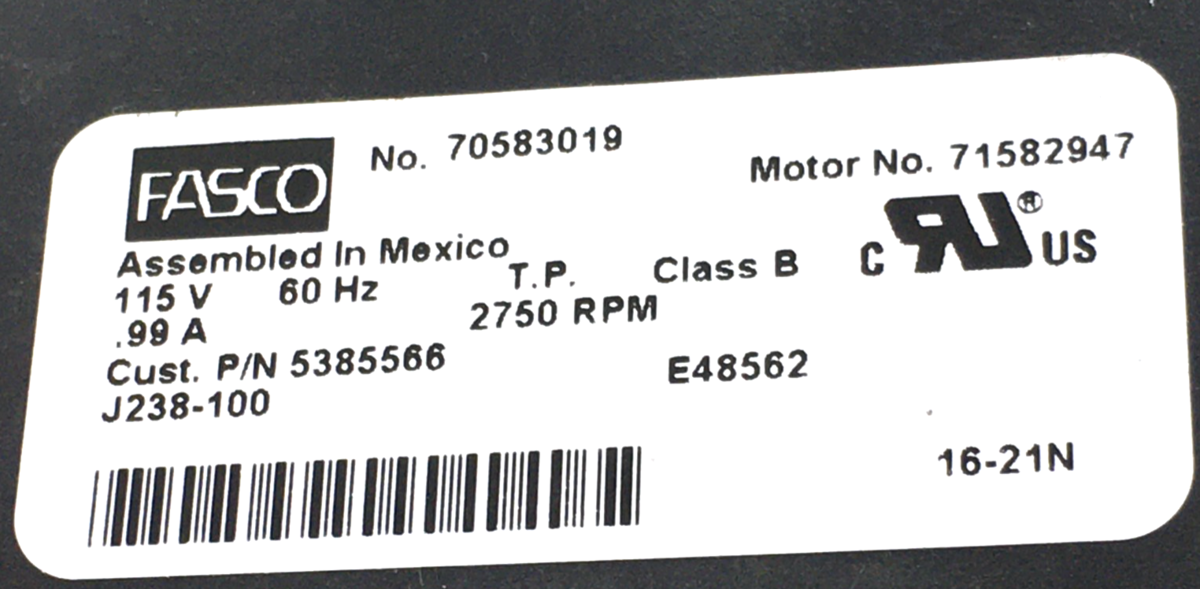 FASCO
No. 70583019
Motor No. 71582947
Assembled In Mexico
115 V 60 Hz T.P. Class B
.99 A 2750 RPM
C RU® US
Cust. P/N 5385566
E48562
J238-100
16-21N